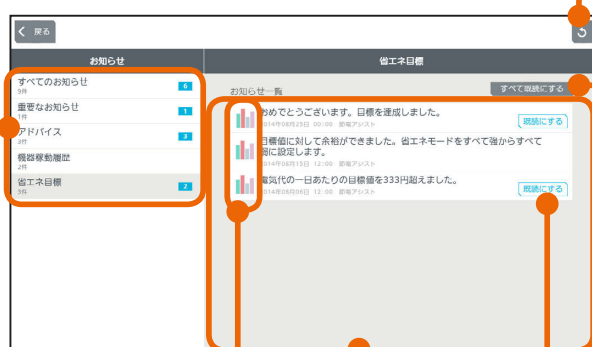 戻る
お知らせ
省エネ目標
すべてのお知らせ
9件
6
重要なお知らせ
1件
1
アドバイス
3件
3
機器稼動履歴
2件
省エネ目標
3件
2
お知らせ一覧
すべて既読にする
おめでとうございます。目標を達成しました。
2014年08月25日 00:00 節電アシスト
既読にする
目標値に対して余裕ができました。省エネモードをすべて強からすべて
弱に設定します。
2014年08月15日 12:00 節電アシスト
電気代の一日あたりの目標値を333円超えました。
2014年08月06日 12:00 節電アシスト
既読にする